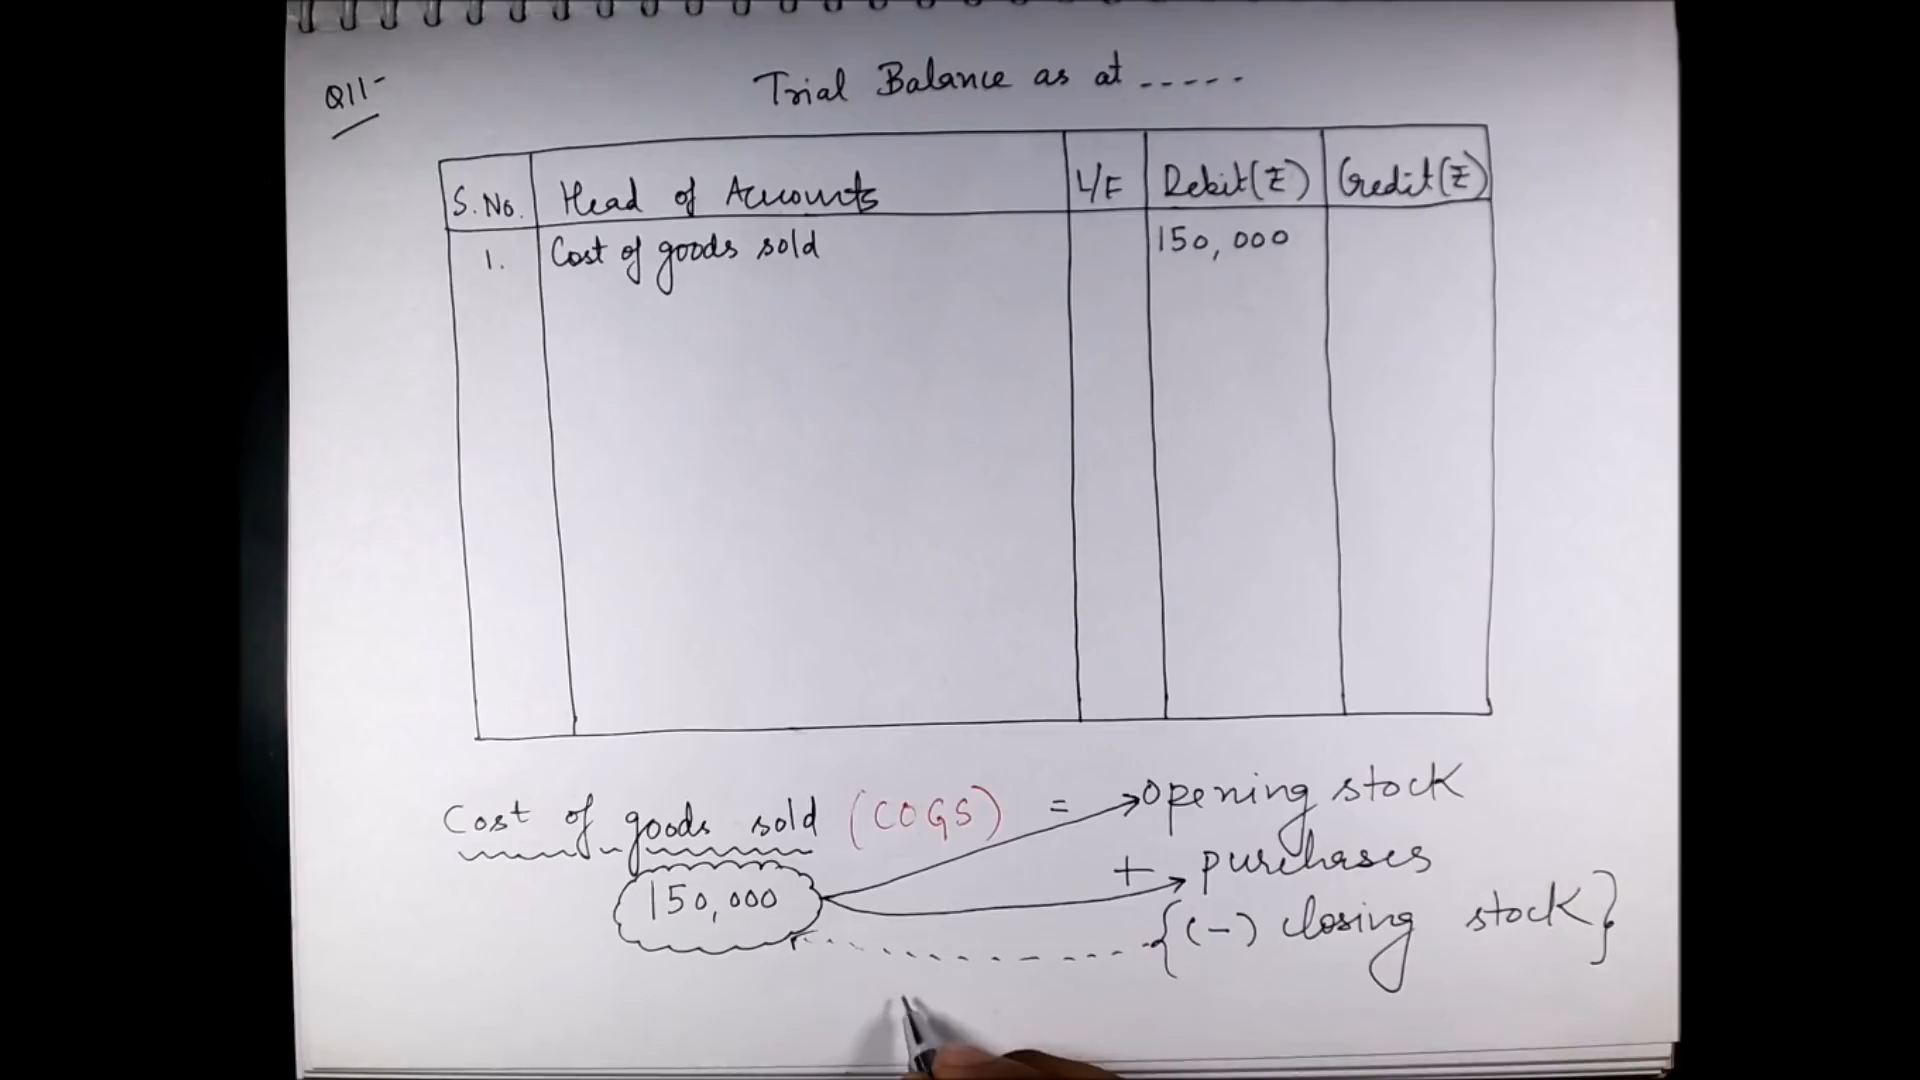 Q11-
Trial Balance as at -----
S. No. Head of Accounts L/F Debit(₹) Credit(₹)
1. Cost of goods sold 150,000
Cost of goods sold (COGS) = opening stock
150,000 + purchases
{(-) closing stock}